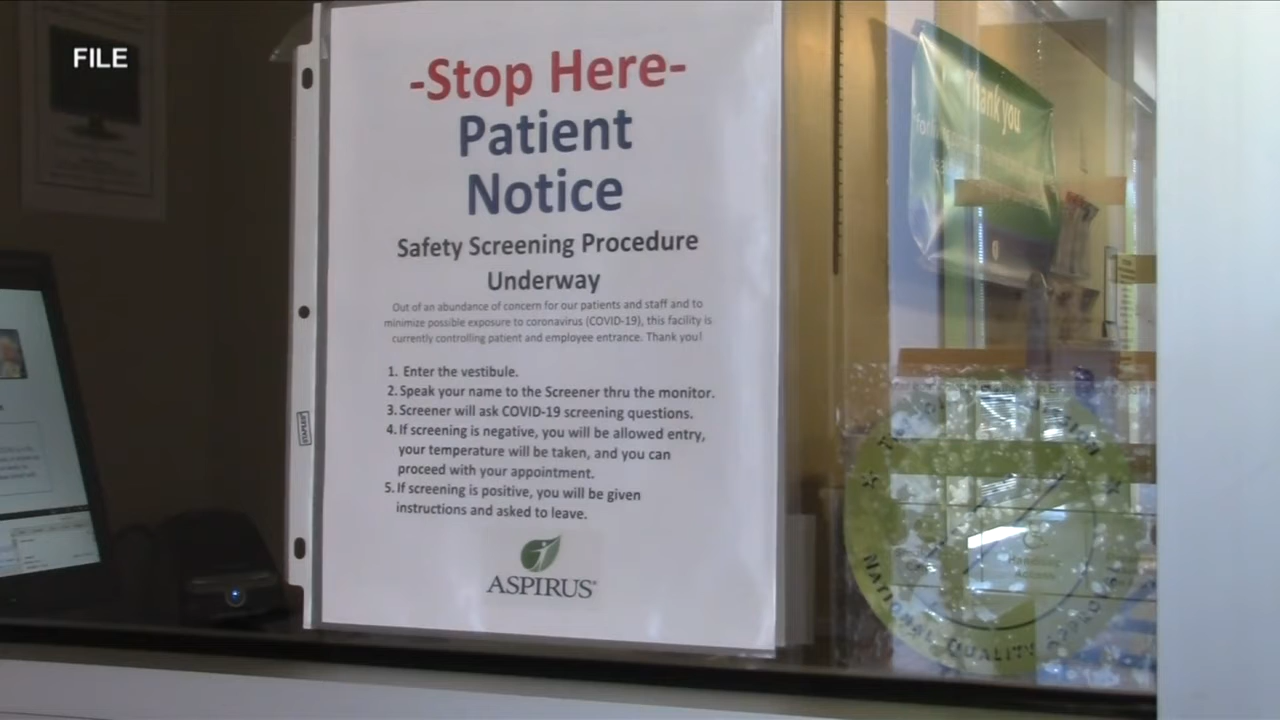 FILE
-Stop Here-
Patient
Notice
Safety Screening Procedure
Underway
Out of an abundance of concern for our patients and staff and to
minimize possible exposure to coronavirus (COVID-19), this facility is
currently controlling patient and employee entrance. Thank you!
1. Enter the vestibule.
2. Speak your name to the Screener thru the monitor.
3. Screener will ask COVID-19 screening questions.
4. If screening is negative, you will be allowed entry,
your temperature will be taken, and you can
proceed with your appointment.
5. If screening is positive, you will be given
instructions and asked to leave.
ASPIRUS®
STAPLES
Thank you
for
NATIONAL QUALITY APPROVAL